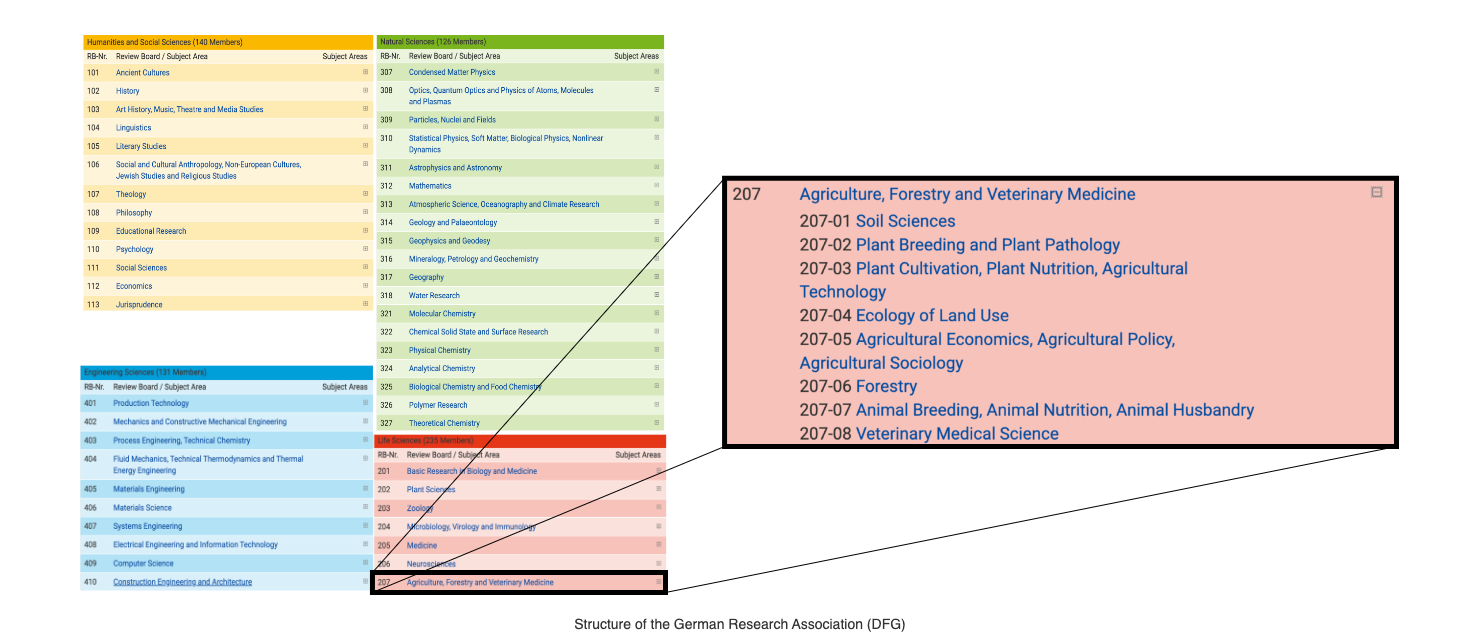 Humanities and Social Sciences (140 Members)
RB-Nr. Review Board / Subject Area Subject Areas
101 Ancient Cultures
102 History
103 Art History, Music, Theatre and Media Studies
104 Linguistics
105 Literary Studies
106 Social and Cultural Anthropology, Non-European Cultures,
Jewish Studies and Religious Studies
107 Theology
108 Philosophy
109 Educational Research
110 Psychology
111 Social Sciences
112 Economics
113 Jurisprudence
Engineering Sciences (131 Members)
RB-Nr. Review Board / Subject Area Subject Areas
401 Production Technology
402 Mechanics and Constructive Mechanical Engineering
403 Process Engineering, Technical Chemistry
404 Fluid Mechanics, Technical Thermodynamics and Thermal
Energy Engineering
405 Materials Engineering
406 Materials Science
407 Systems Engineering
408 Electrical Engineering and Information Technology
409 Computer Science
410 Construction Engineering and Architecture
Natural Sciences (126 Members)
RB-Nr. Review Board / Subject Area Subject Areas
307 Condensed Matter Physics
308 Optics, Quantum Optics and Physics of Atoms, Molecules
and Plasmas
309 Particles, Nuclei and Fields
310 Statistical Physics, Soft Matter, Biological Physics, Nonlinear
Dynamics
311 Astrophysics and Astronomy
312 Mathematics
313 Atmospheric Science, Oceanography and Climate Research
314 Geology and Palaeontology
315 Geophysics and Geodesy
316 Mineralogy, Petrology and Geochemistry
317 Geography
318 Water Research
321 Molecular Chemistry
322 Chemical Solid State and Surface Research
323 Physical Chemistry
324 Analytical Chemistry
325 Biological Chemistry and Food Chemistry
326 Polymer Research
327 Theoretical Chemistry
Life Sciences (235 Members)
RB-Nr. Review Board / Subject Area Subject Areas
201 Basic Research in Biology and Medicine
202 Plant Sciences
203 Zoology
204 Microbiology, Virology and Immunology
205 Medicine
206 Neurosciences
207 Agriculture, Forestry and Veterinary Medicine
207 Agriculture, Forestry and Veterinary Medicine
207-01 Soil Sciences
207-02 Plant Breeding and Plant Pathology
207-03 Plant Cultivation, Plant Nutrition, Agricultural
Technology
207-04 Ecology of Land Use
207-05 Agricultural Economics, Agricultural Policy,
Agricultural Sociology
207-06 Forestry
207-07 Animal Breeding, Animal Nutrition, Animal Husbandry
207-08 Veterinary Medical Science
Structure of the German Research Association (DFG)